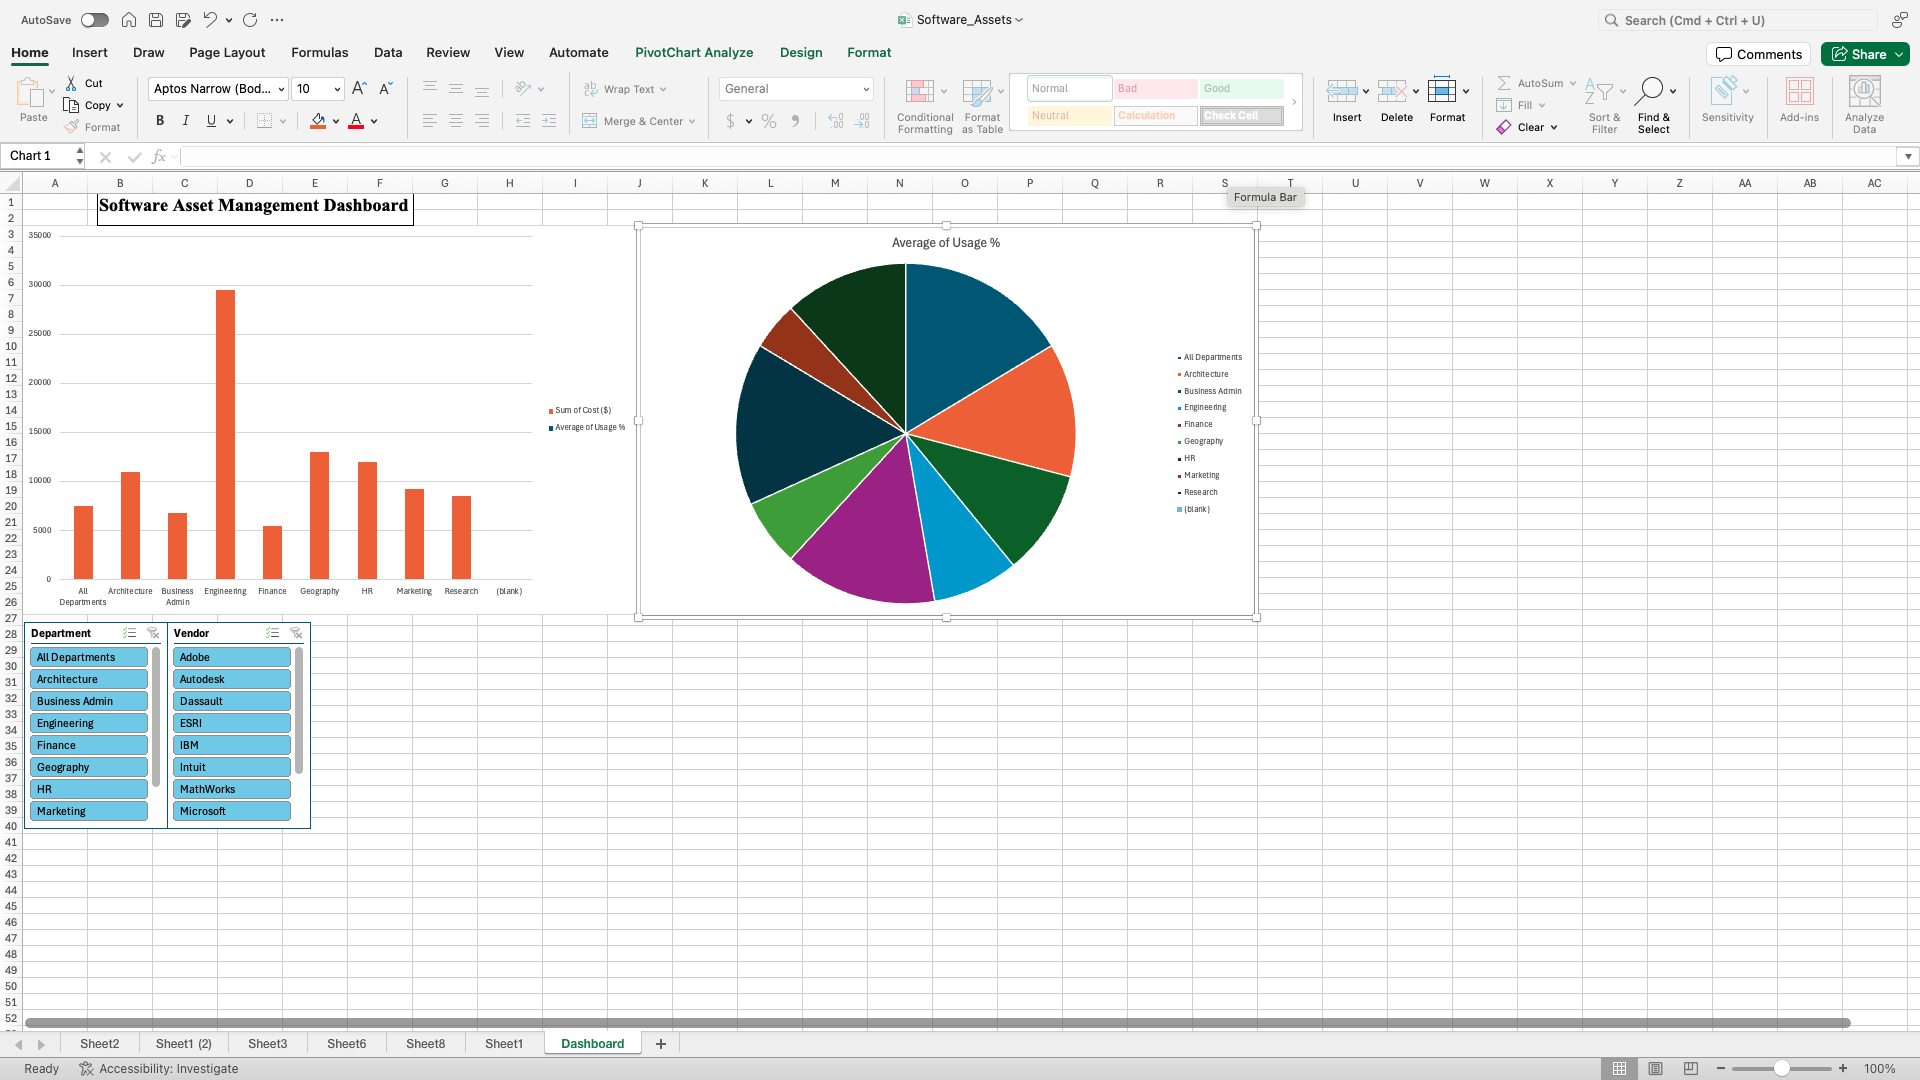 AutoSave
Software_Assets
Search (Cmd + Ctrl + U)
Home Insert Draw Page Layout Formulas Data Review View Automate PivotChart Analyze Design Format
Comments Share
Paste
Cut
Copy
Format
Aptos Narrow (Bod... 10 A A
B I U A
ab Wrap Text
Merge & Center
General
$ % 9
Conditional Formatting
Format as Table
Normal Bad Good
Neutral Calculation Check Cell
Insert Delete Format
AutoSum
Fill
Clear
Sort & Filter
Find & Select
Sensitivity
Add-ins
Analyze Data
Chart 1 fx
A B C D E F G H I J K L M N O P Q R S T U V W X Y Z AA AB AC
Formula Bar
1
2
3
4
5
6
7
8
9
10
11
12
13
14
15
16
17
18
19
20
21
22
23
24
25
26
27
28
29
30
31
32
33
34
35
36
37
38
39
40
41
42
43
44
45
46
47
48
49
50
51
52
Software Asset Management Dashboard
35000
30000
25000
20000
15000
10000
5000
0
All Departments
Architecture
Business Admin
Engineering
Finance
Geography
HR
Marketing
Research
(blank)
Sum of Cost ($)
Average of Usage %
Average of Usage %
All Departments
Architecture
Business Admin
Engineering
Finance
Geography
HR
Marketing
Research
(blank)
Department
All Departments
Architecture
Business Admin
Engineering
Finance
Geography
HR
Marketing
Vendor
Adobe
Autodesk
Dassault
ESRI
IBM
Intuit
MathWorks
Microsoft
Sheet2 Sheet1 (2) Sheet3 Sheet6 Sheet8 Sheet1 Dashboard
Ready Accessibility: Investigate
100%